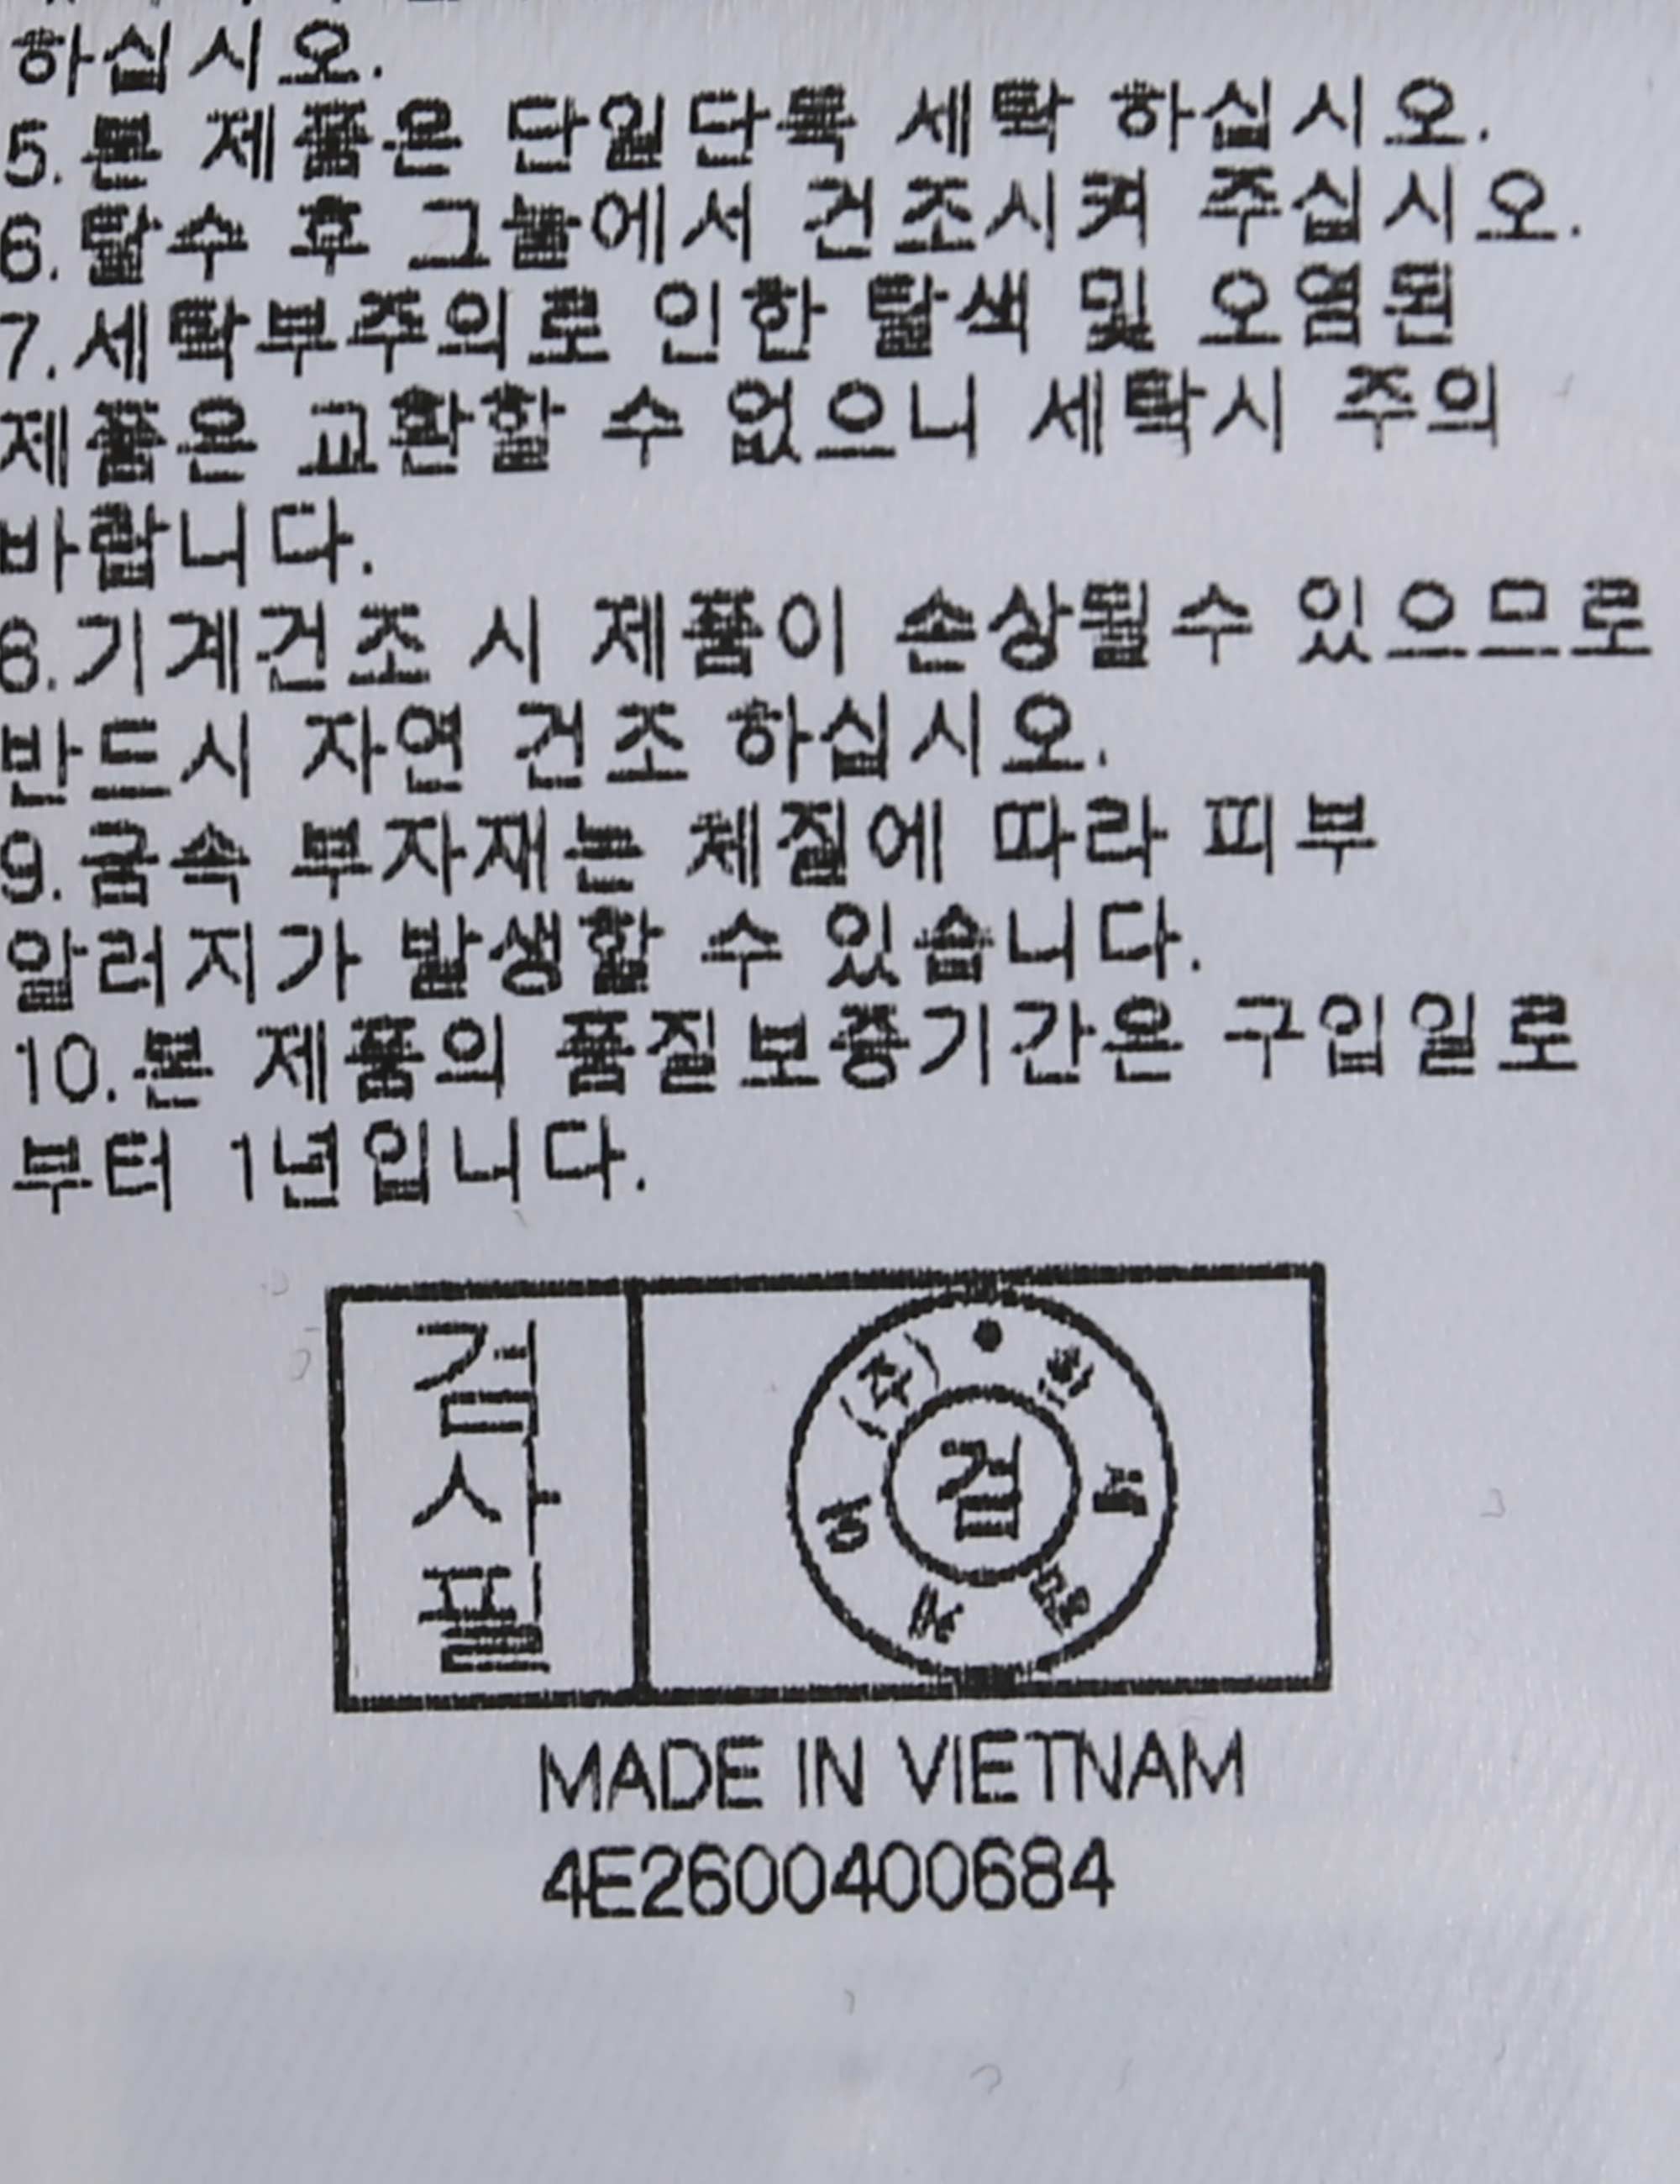 하십시오.
5.본 제품은 단일단독 세탁 하십시오.
6.탈수 후 그늘에서 건조시켜 주십시오.
7.세탁부주의로 인한 탈색 및 오염된
제품은 교환할 수 없으니 세탁시 주의
바랍니다.
8.기계건조 시 제품이 손상될수 있으므로
반드시 자연 건조 하십시오.
9.금속 부자재는 체질에 따라 피부
알러지가 발생할 수 있습니다.
10.본 제품의 품질보증기간은 구입일로
부터 1년입니다.
검사필
(주)
검
MADE IN VIETNAM
4E2600400684